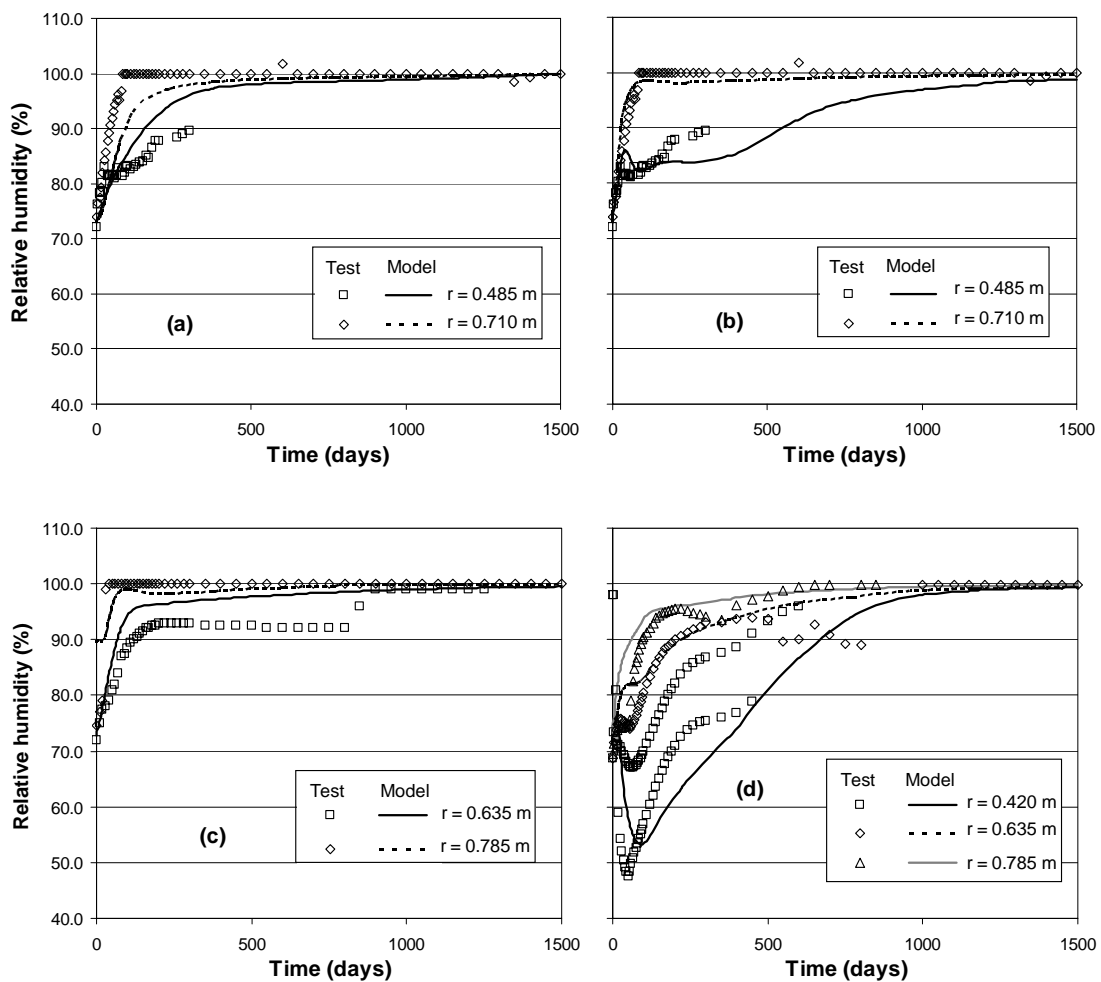 110.0
100.0
90.0
80.0
70.0
60.0
50.0
40.0
Relative humidity (%)
Test Model
r = 0.485 m
r = 0.710 m
(a)
0 500 1000 1500
Time (days)
Test Model
r = 0.485 m
r = 0.710 m
(b)
0 500 1000 1500
Time (days)
110.0
100.0
90.0
80.0
70.0
60.0
50.0
40.0
Relative humidity (%)
Test Model
r = 0.635 m
r = 0.785 m
(c)
0 500 1000 1500
Time (days)
(d)
Test Model
r = 0.420 m
r = 0.635 m
r = 0.785 m
0 500 1000 1500
Time (days)